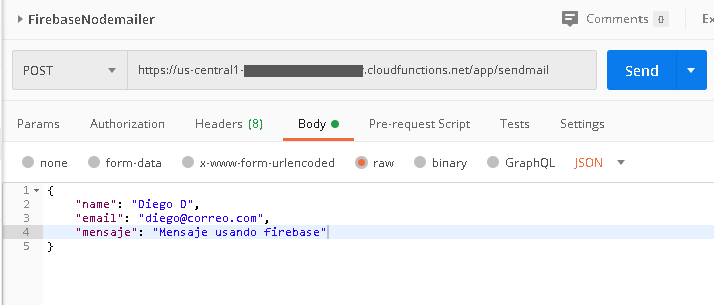 FirebaseNodemailer Comments 0 Ex
POST https://us-central1- .cloudfunctions.net/app/sendmail Send
Params Authorization Headers (8) Body Pre-request Script Tests Settings
none form-data x-www-form-urlencoded raw binary GraphQL JSON
1 {
2 "name": "Diego D",
3 "email": "diego@correo.com",
4 "mensaje": "Mensaje usando firebase"
5 }